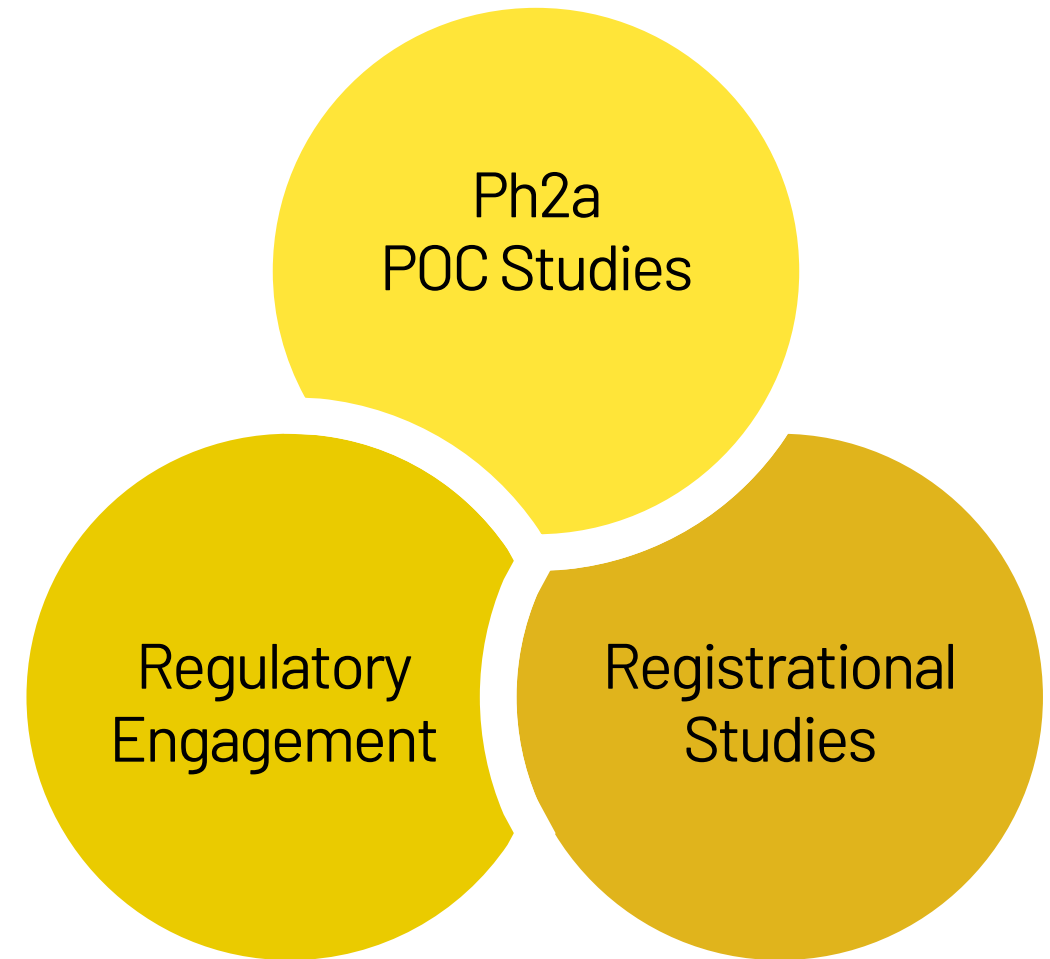 Ph2a
POC Studies
Regulatory
Engagement
Registrational
Studies